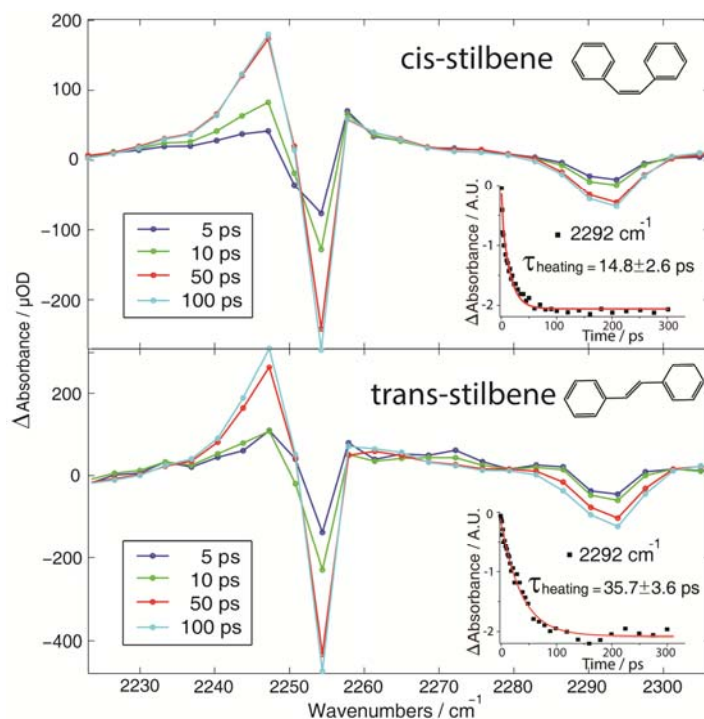 200
100
0
-100
-200
cis-stilbene
5 ps
10 ps
50 ps
100 ps
0
-1
-2
ΔAbsorbance / A.U.
2292 cm⁻¹
τheating = 14.8±2.6 ps
0 100 200 300
Time / ps
Δ Absorbance / μOD
200
0
-200
-400
trans-stilbene
5 ps
10 ps
50 ps
100 ps
0
-1
-2
ΔAbsorbance / A.U.
2292 cm⁻¹
τheating = 35.7±3.6 ps
0 100 200 300
Time / ps
2230 2240 2250 2260 2270 2280 2290 2300
Wavenumbers / cm⁻¹